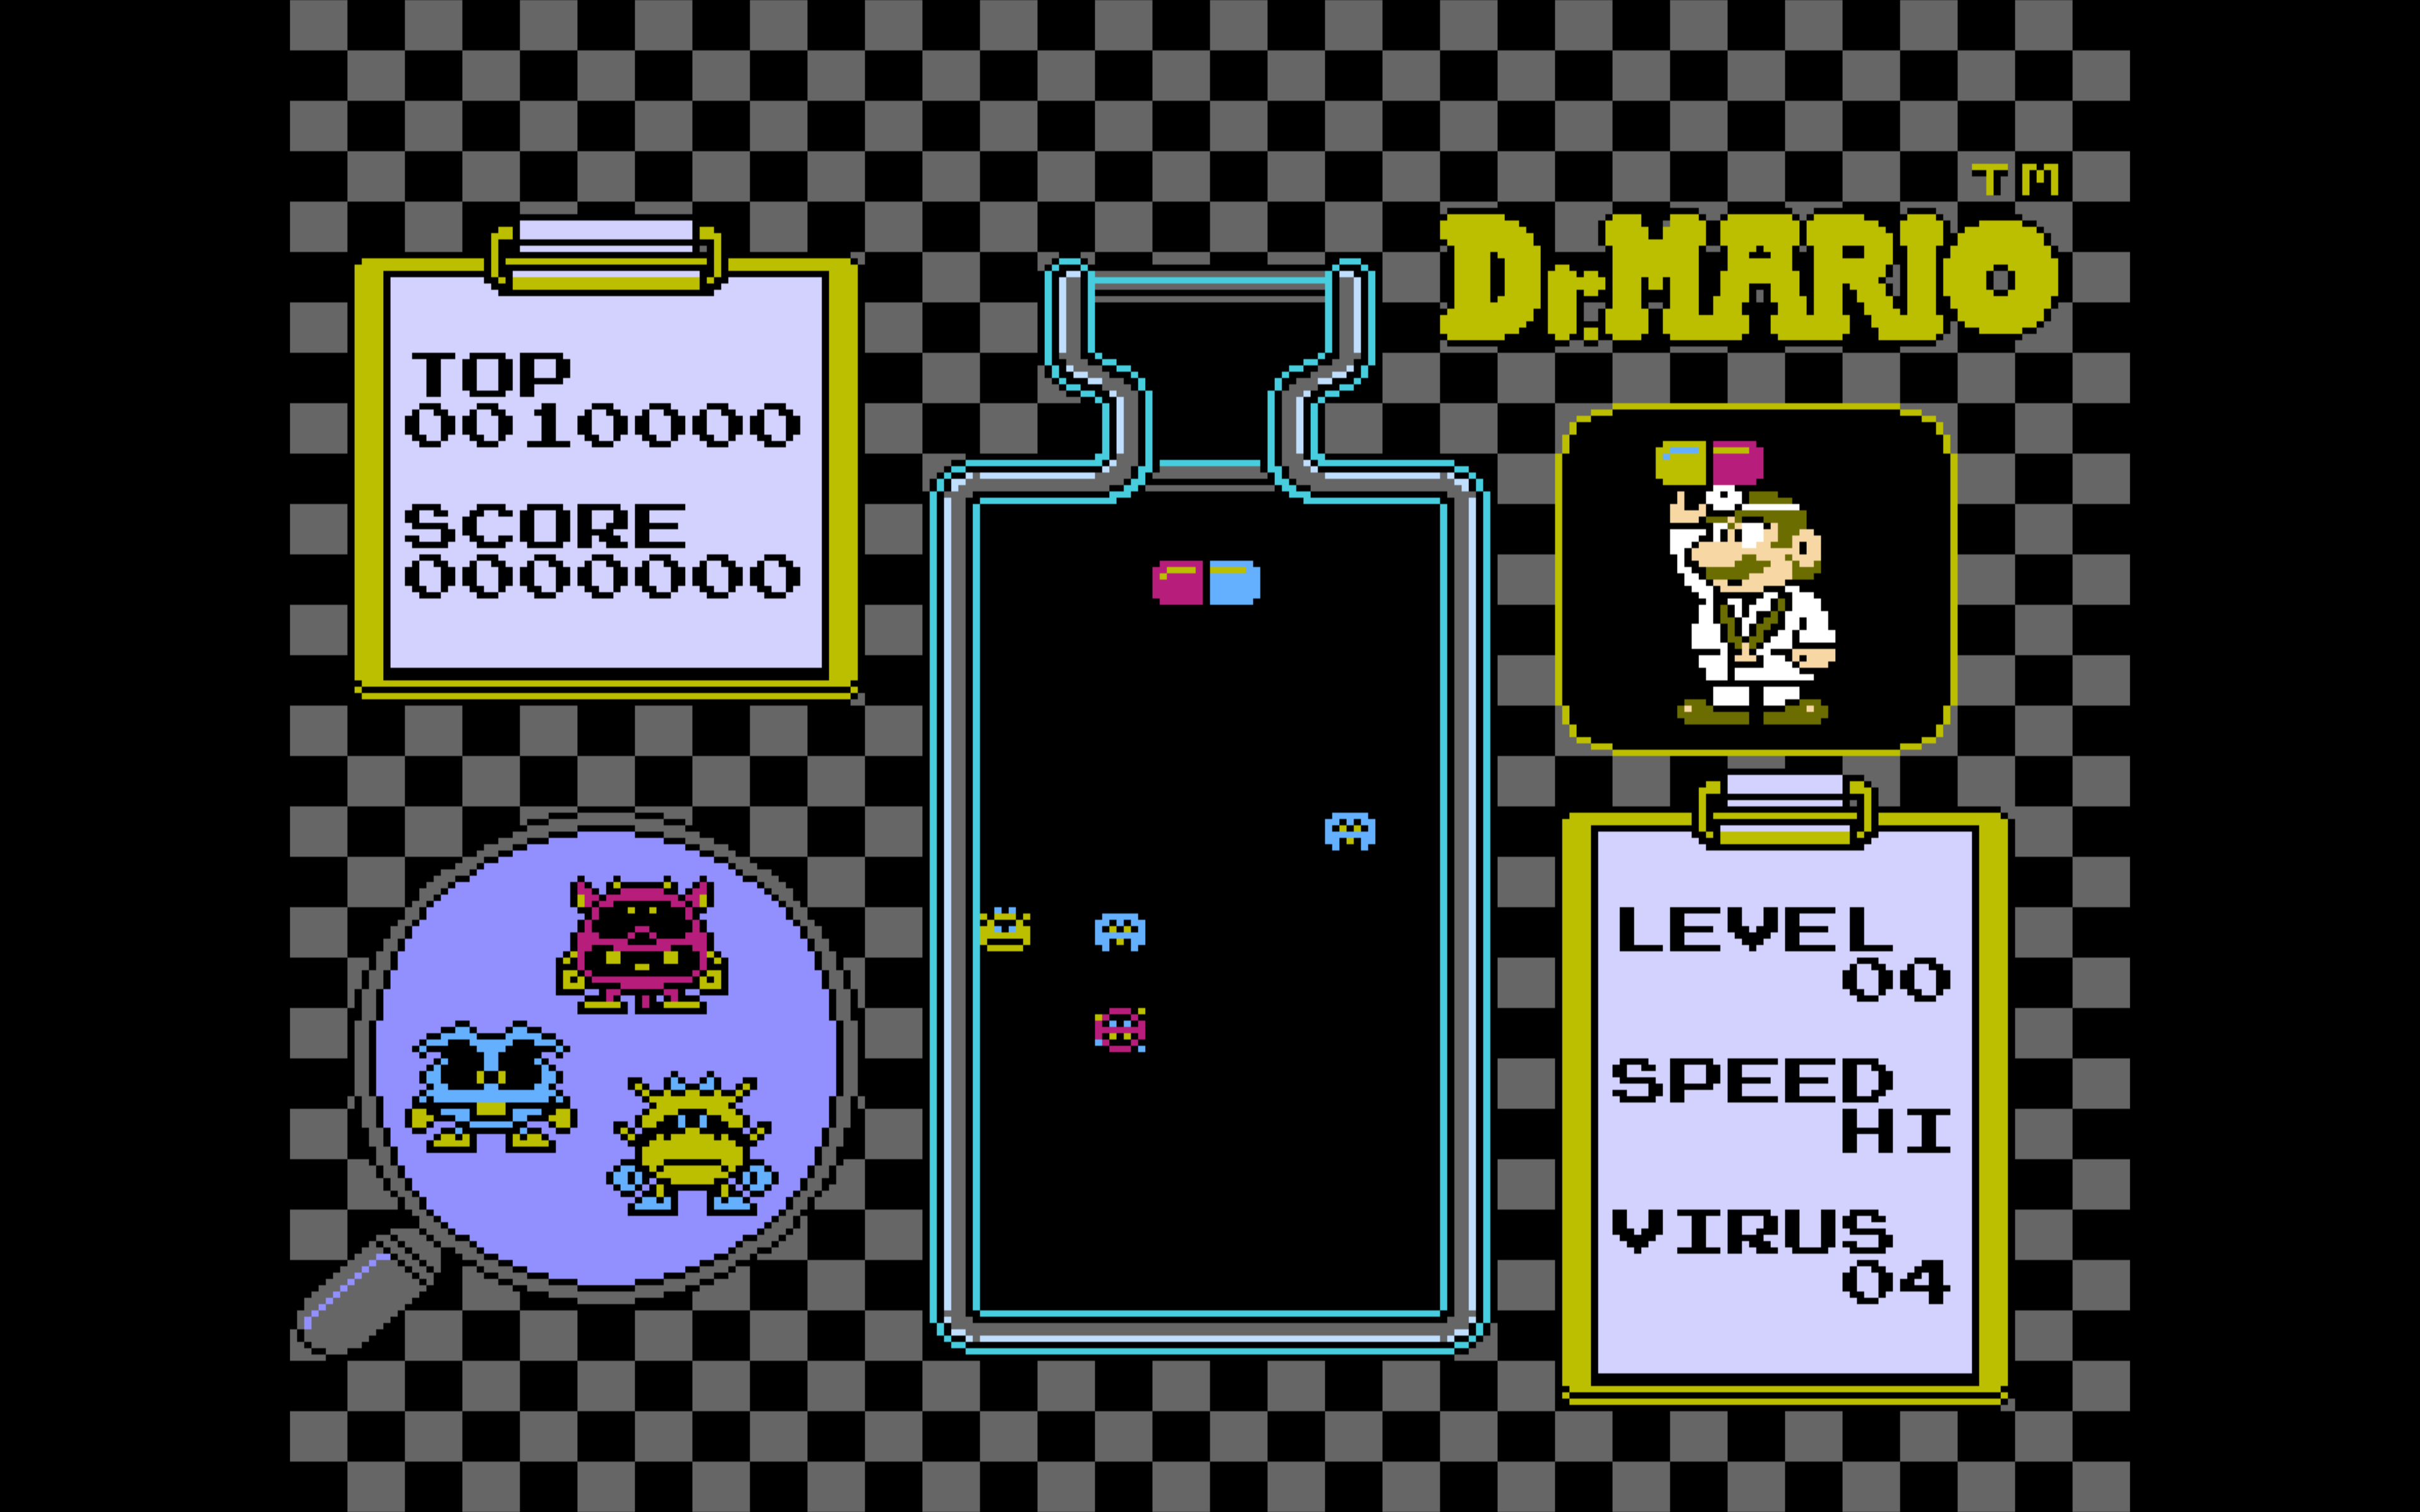 TM
Dr. MARIO
TOP
0010000
SCORE
0000000
LEVEL
00
SPEED
HI
VIRUS
04